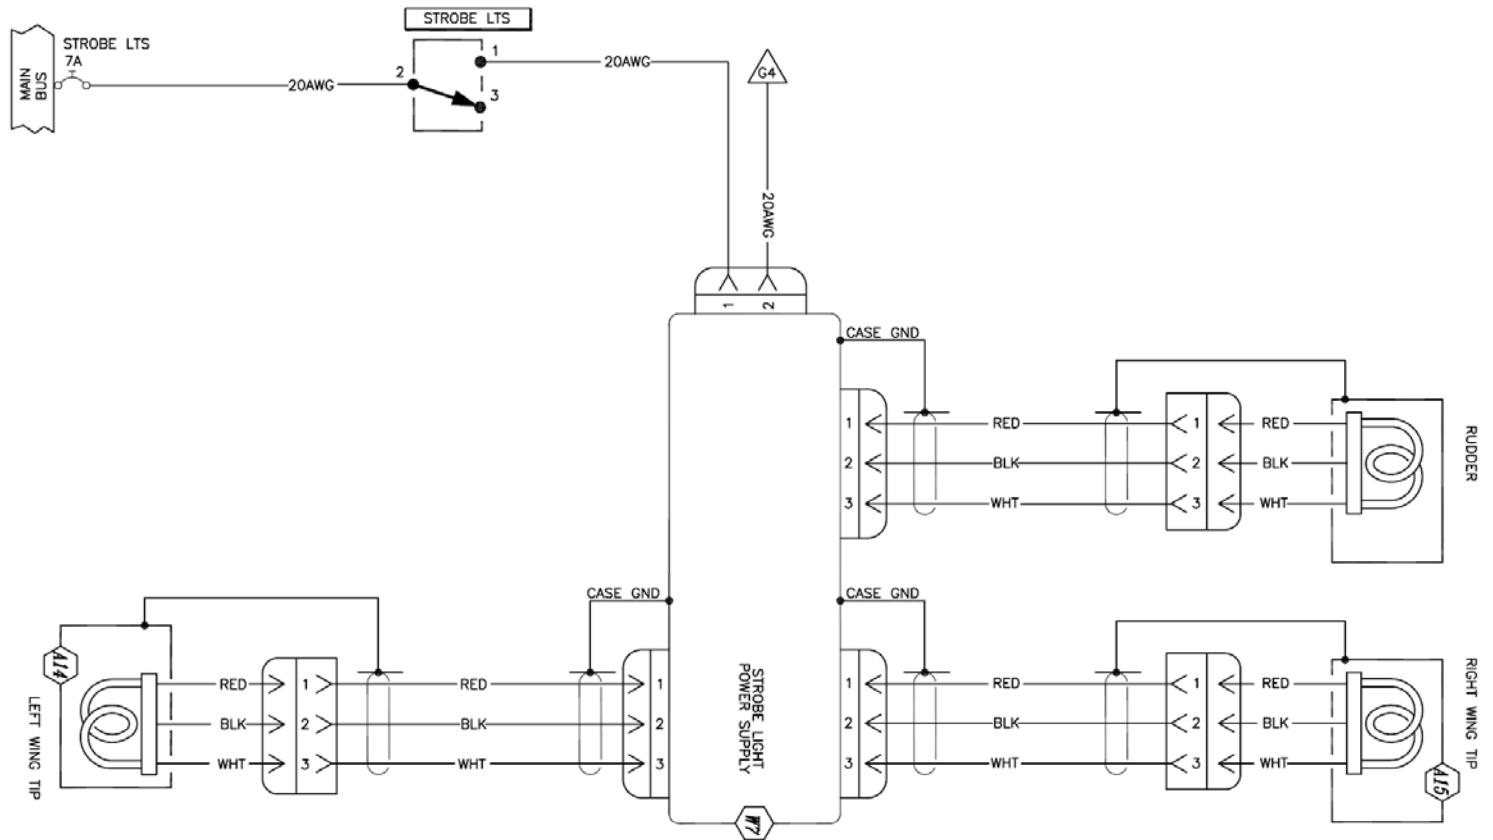 STROBE LTS
STROBE LTS
7A
MAIN
BUS
20AWG
2
1
3
20AWG
G4
20AWG
1
2
CASE GND
1
RED
1
RED
2
BLK
2
BLK
3
WHT
3
WHT
RUDDER
CASE GND
CASE GND
A14
LEFT WING TIP
RED
1
RED
1
BLK
2
BLK
2
WHT
3
WHT
3
STROBE LIGHT
POWER SUPPLY
W7
1
RED
1
RED
2
BLK
2
BLK
3
WHT
3
WHT
RIGHT WING TIP
A15